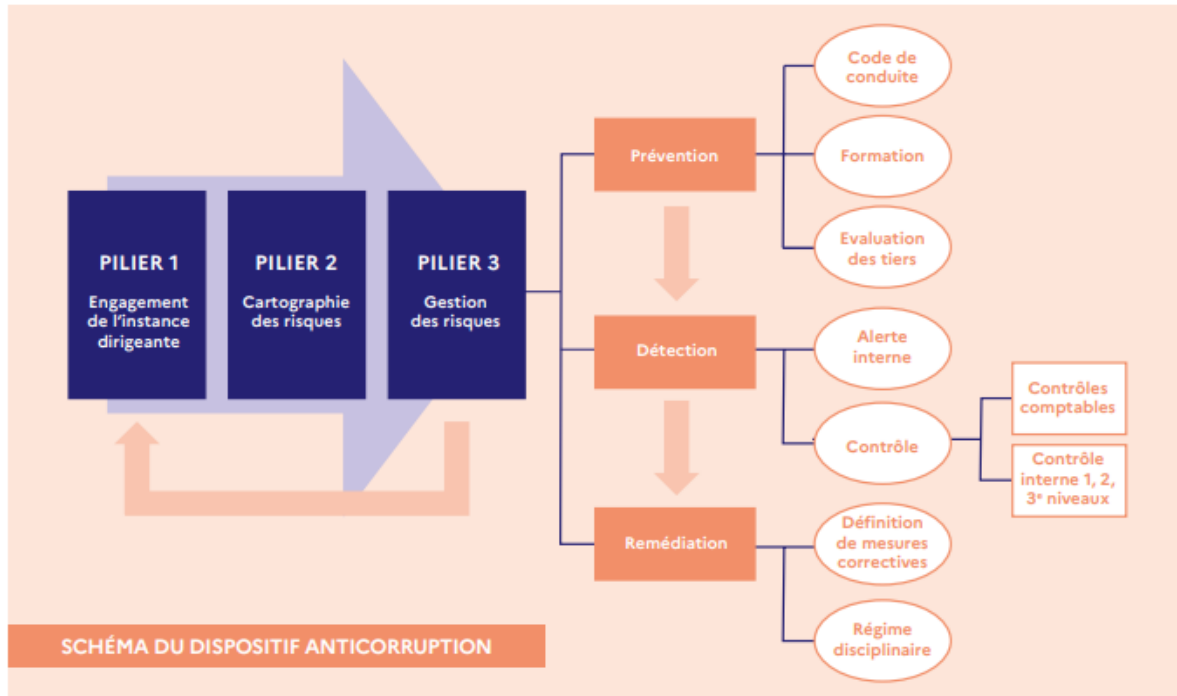 PILIER 1
Engagement
de l'instance
dirigeante
PILIER 2
Cartographie
des risques
PILIER 3
Gestion
des risques
Prévention
Code de
conduite
Formation
Evaluation
des tiers
Détection
Alerte
interne
Contrôle
Contrôles
comptables
Contrôle
interne 1, 2,
3ᵉ niveaux
Remédiation
Définition
de mesures
correctives
Régime
disciplinaire
SCHÉMA DU DISPOSITIF ANTICORRUPTION